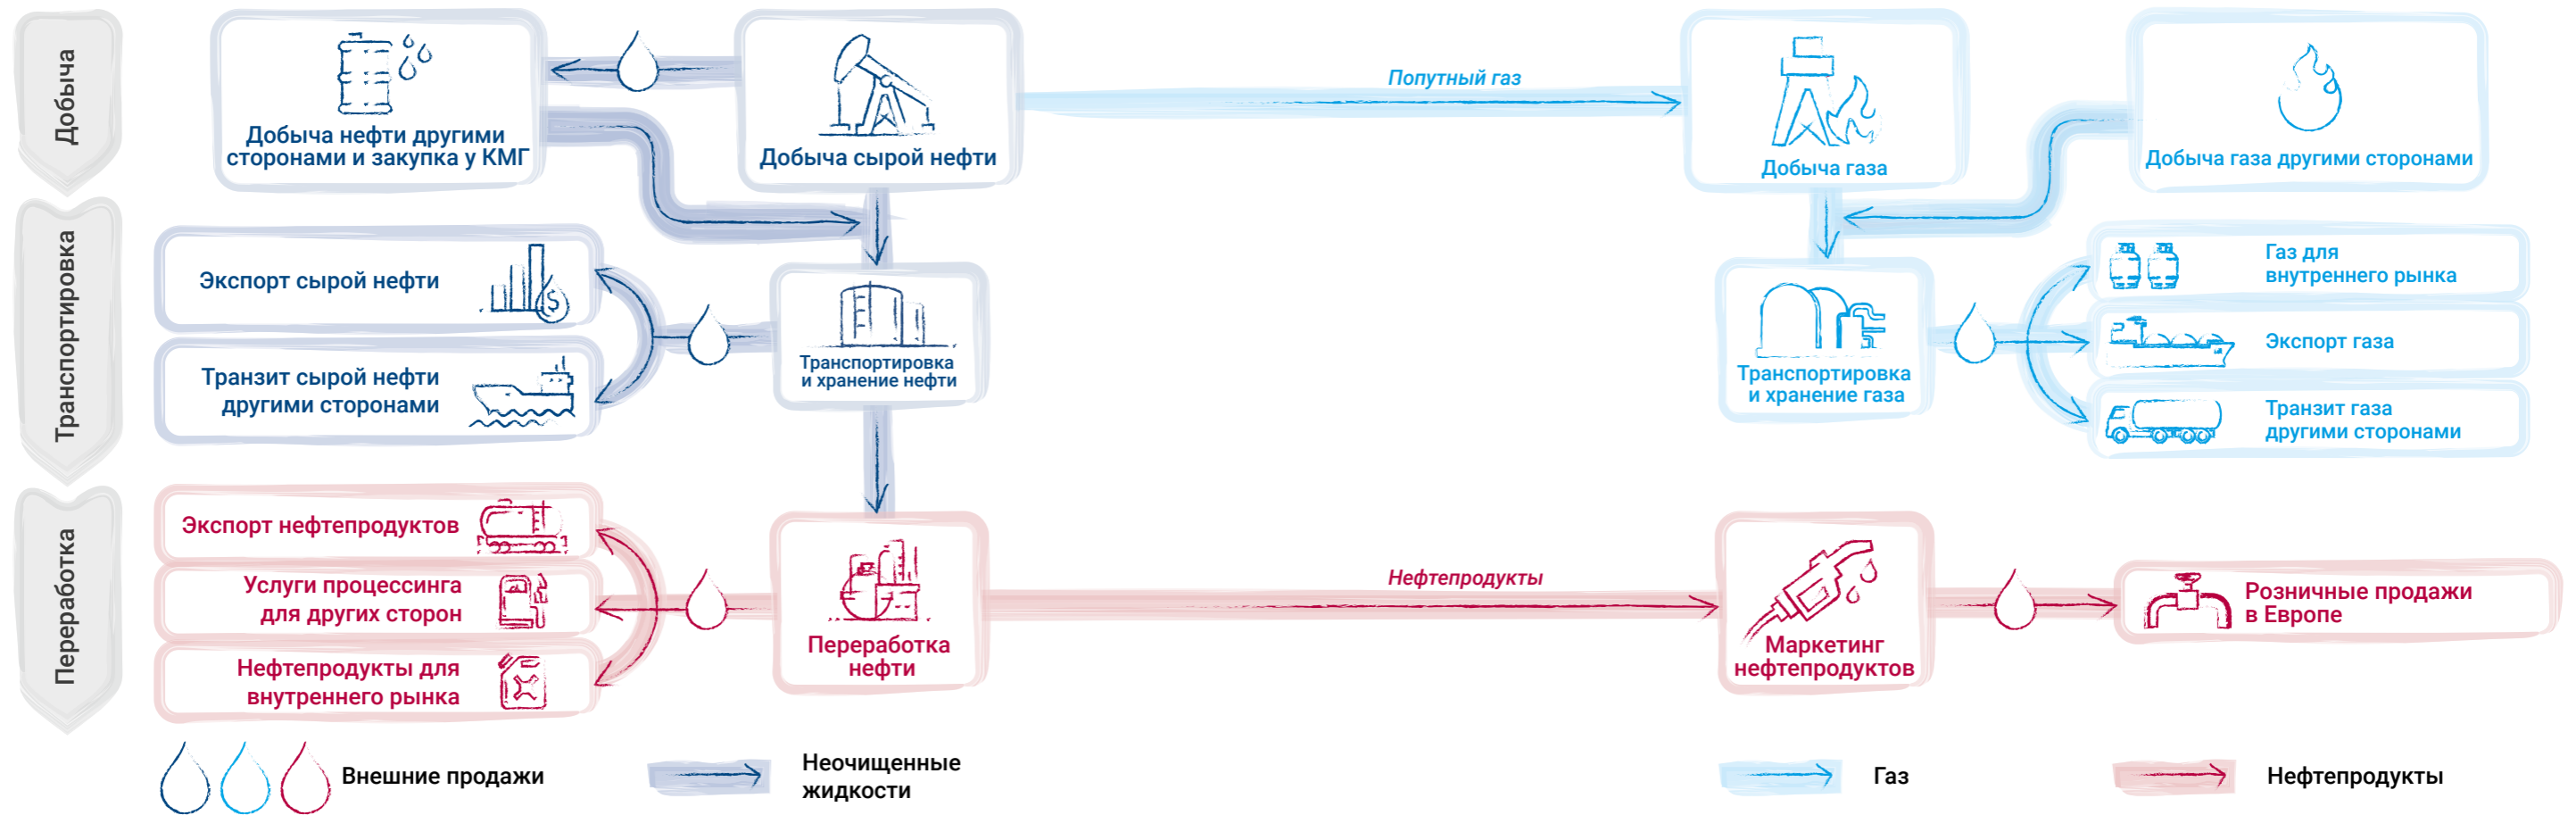 Добыча
Добыча нефти другими
сторонами и закупка у КМГ
Добыча сырой нефти
Попутный газ
Добыча газа
Добыча газа другими сторонами
Транспортировка
Экспорт сырой нефти
Транзит сырой нефти
другими сторонами
Транспортировка
и хранение нефти
Транспортировка
и хранение газа
Газ для
внутреннего рынка
Экспорт газа
Транзит газа
другими сторонами
Переработка
Экспорт нефтепродуктов
Услуги процессинга
для других сторон
Нефтепродукты для
внутреннего рынка
Переработка
нефти
Нефтепродукты
Маркетинг
нефтепродуктов
Розничные продажи
в Европе
Внешние продажи
Неочищенные
жидкости
Газ
Нефтепродукты